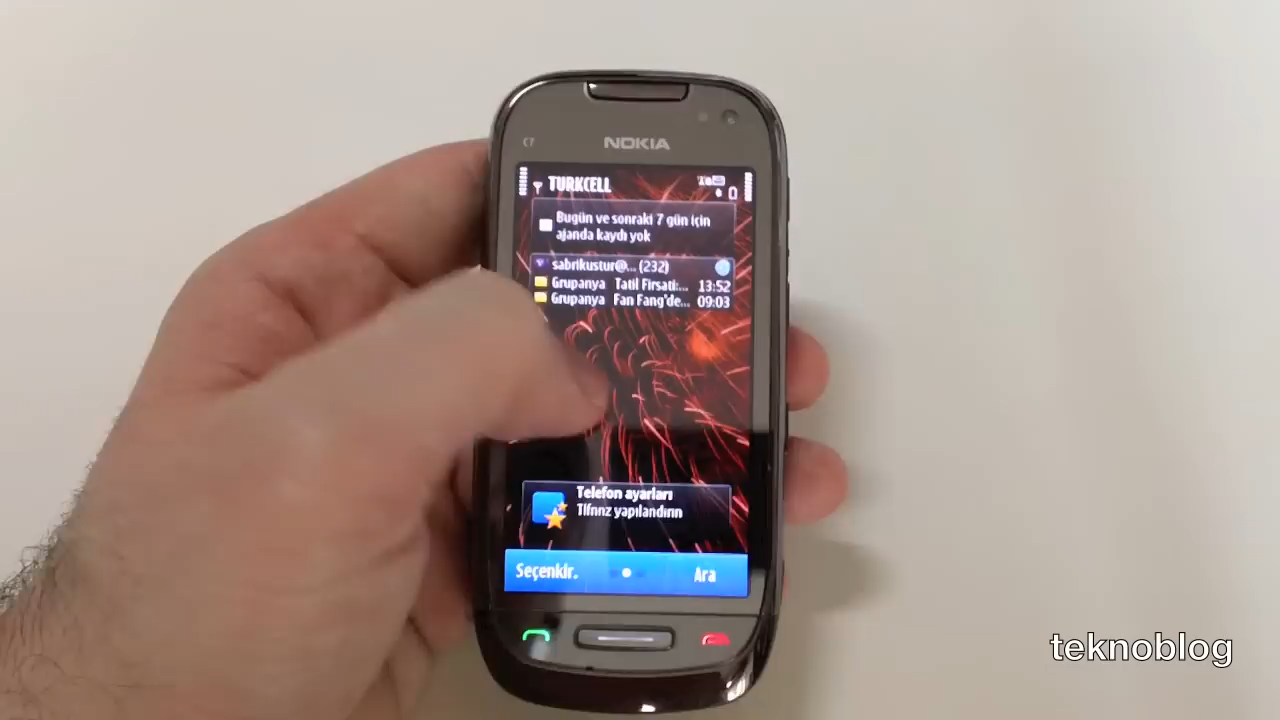 C7
NOKIA
TURKCELL
Bugün ve sonraki 7 gün için
ajanda kaydı yok
sabrikustur@... (232)
Grupanya Tatil Fırsatı:... 13:52
Grupanya Fan Fang'de... 09:03
Telefon ayarları
Tlfnnz yapılandırın
Seçenklr.
Ara
teknoblog